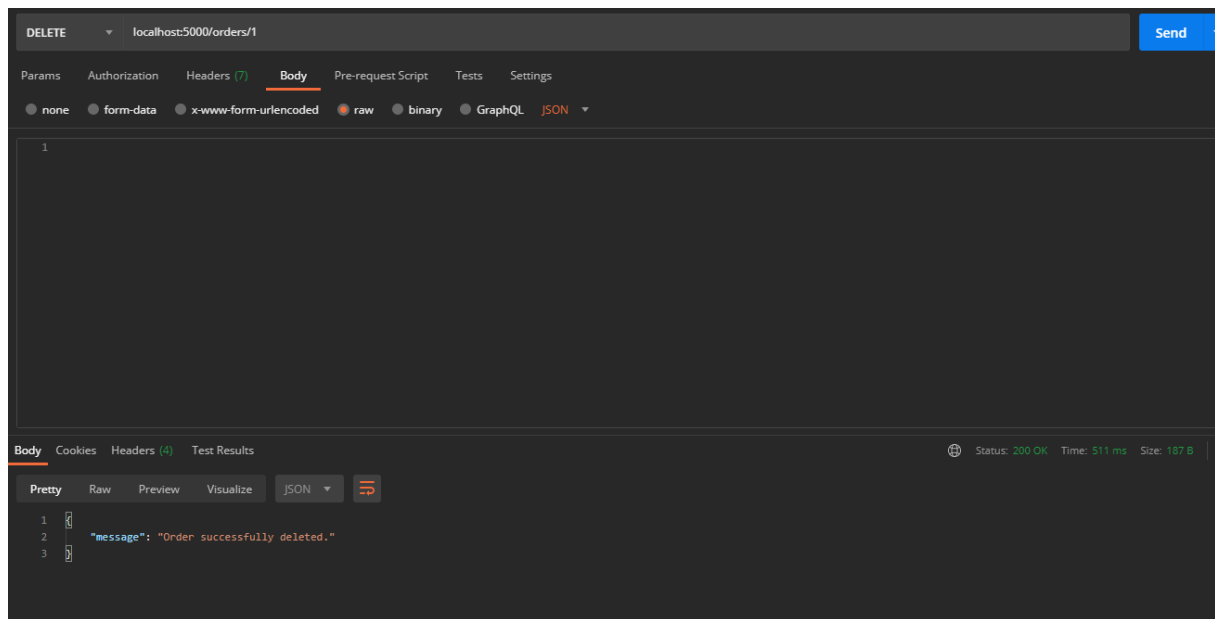 DELETE localhost:5000/orders/1 Send
Params Authorization Headers (7) Body Pre-request Script Tests Settings
none form-data x-www-form-urlencoded raw binary GraphQL JSON
1
Body Cookies Headers (4) Test Results Status: 200 OK Time: 511 ms Size: 187 B
Pretty Raw Preview Visualize JSON
1 {
2 "message": "Order successfully deleted."
3 }